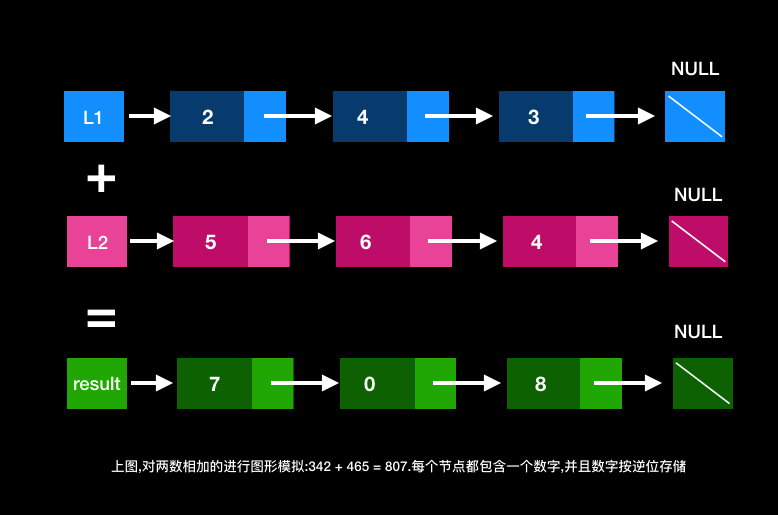 NULL
L1 2 4 3
+
NULL
L2 5 6 4
=
NULL
result 7 0 8
上图,对两数相加的进行图形模拟:342 + 465 = 807.每个节点都包含一个数字,并且数字按逆位存储